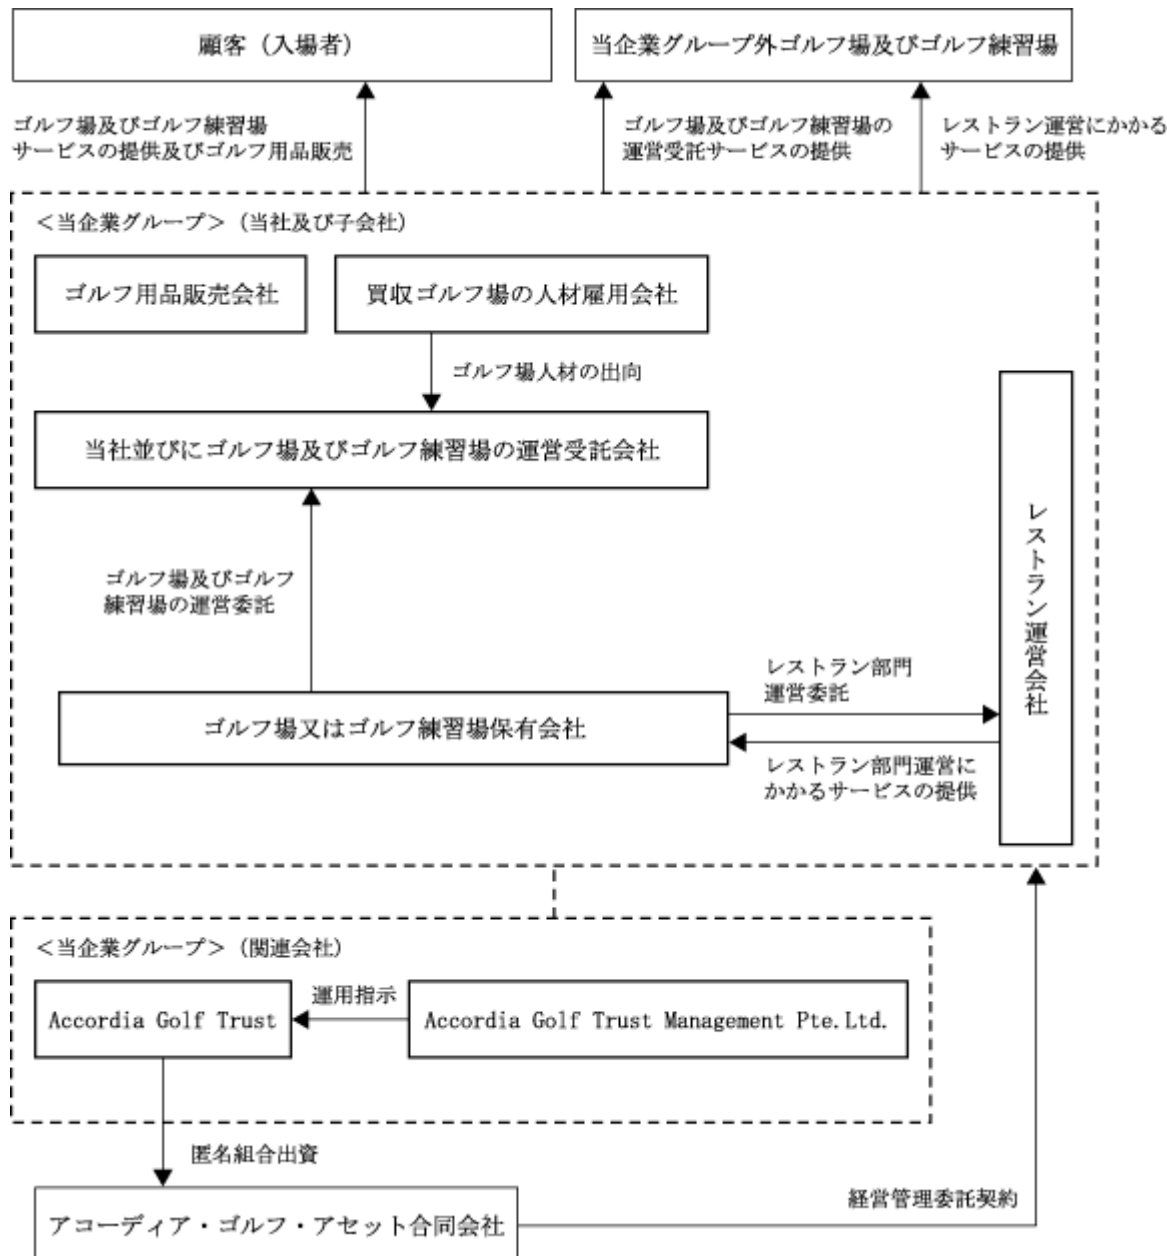 顧客（入場者）
当企業グループ外ゴルフ場及びゴルフ練習場
ゴルフ場及びゴルフ練習場
サービスの提供及びゴルフ用品販売
ゴルフ場及びゴルフ練習場の
運営受託サービスの提供
レストラン運営にかかる
サービスの提供
＜当企業グループ＞（当社及び子会社）
ゴルフ用品販売会社
買収ゴルフ場の人材雇用会社
ゴルフ場人材の出向
当社並びにゴルフ場及びゴルフ練習場の運営受託会社
レストラン運営会社
ゴルフ場及びゴルフ
練習場の運営委託
レストラン部門
運営委託
ゴルフ場又はゴルフ練習場保有会社
レストラン部門運営に
かかるサービスの提供
＜当企業グループ＞（関連会社）
Accordia Golf Trust
運用指示
Accordia Golf Trust Management Pte.Ltd.
匿名組合出資
経営管理委託契約
アコーディア・ゴルフ・アセット合同会社